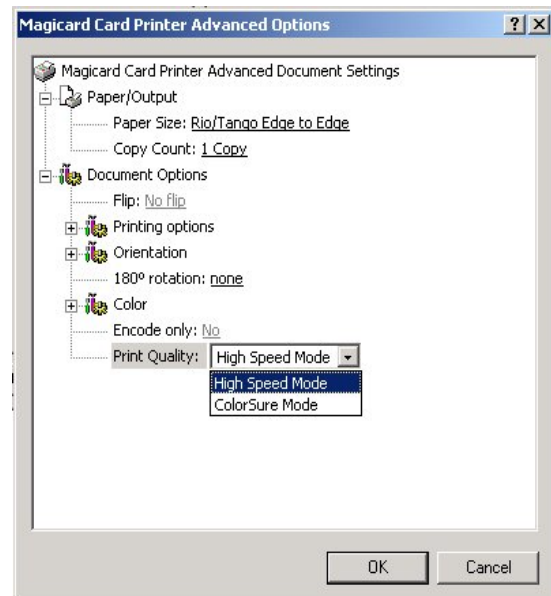 Magicard Card Printer Advanced Options
Magicard Card Printer Advanced Document Settings
Paper/Output
Paper Size: Rio/Tango Edge to Edge
Copy Count: 1 Copy
Document Options
Flip: No flip
Printing options
Orientation
180º rotation: none
Color
Encode only: No
Print Quality: High Speed Mode
High Speed Mode
ColorSure Mode
OK Cancel